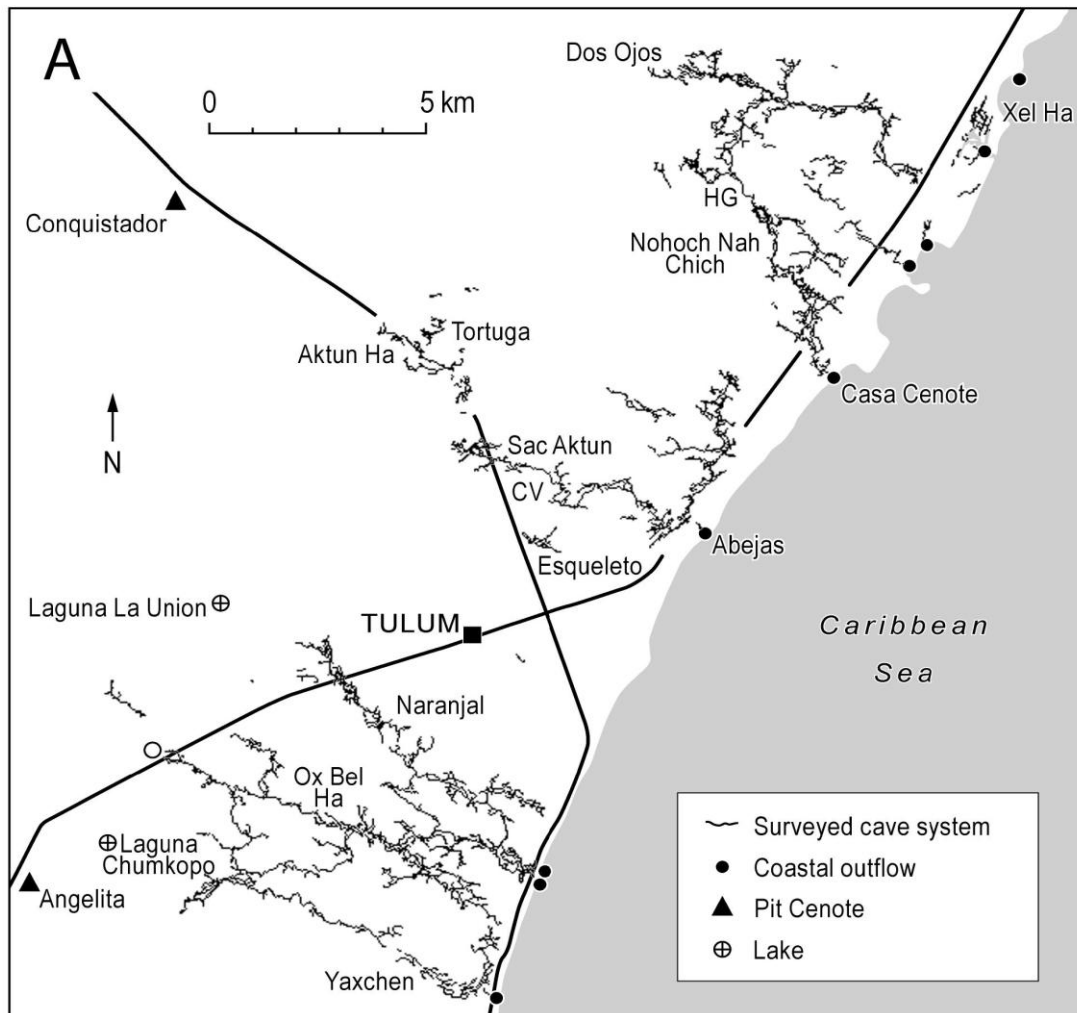 A
0
5 km
Dos Ojos
Xel Ha
Conquistador
HG
Nohoch Nah
Chich
Tortuga
Aktun Ha
Casa Cenote
N
Sac Aktun
CV
Abejas
Esqueleto
Laguna La Union
TULUM
Caribbean
Sea
Naranjal
Ox Bel
Ha
Laguna
Chumkopo
Angelita
Yaxchen
Surveyed cave system
Coastal outflow
Pit Cenote
Lake